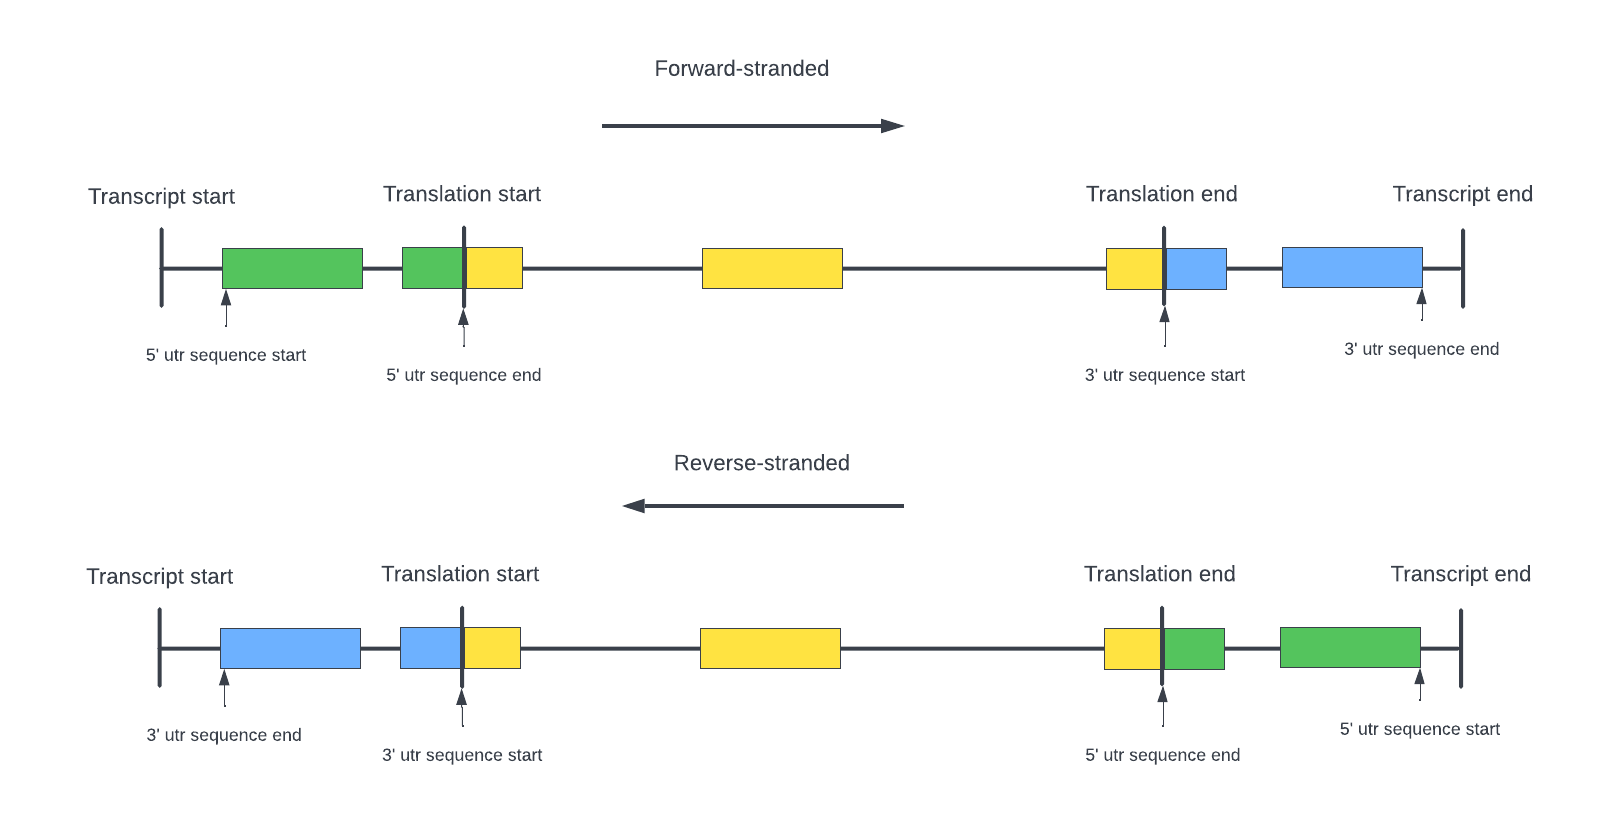 Forward-stranded
Transcript start
Translation start
Translation end
Transcript end
5' utr sequence start
5' utr sequence end
3' utr sequence start
3' utr sequence end
Reverse-stranded
Transcript start
Translation start
Translation end
Transcript end
3' utr sequence end
3' utr sequence start
5' utr sequence end
5' utr sequence start